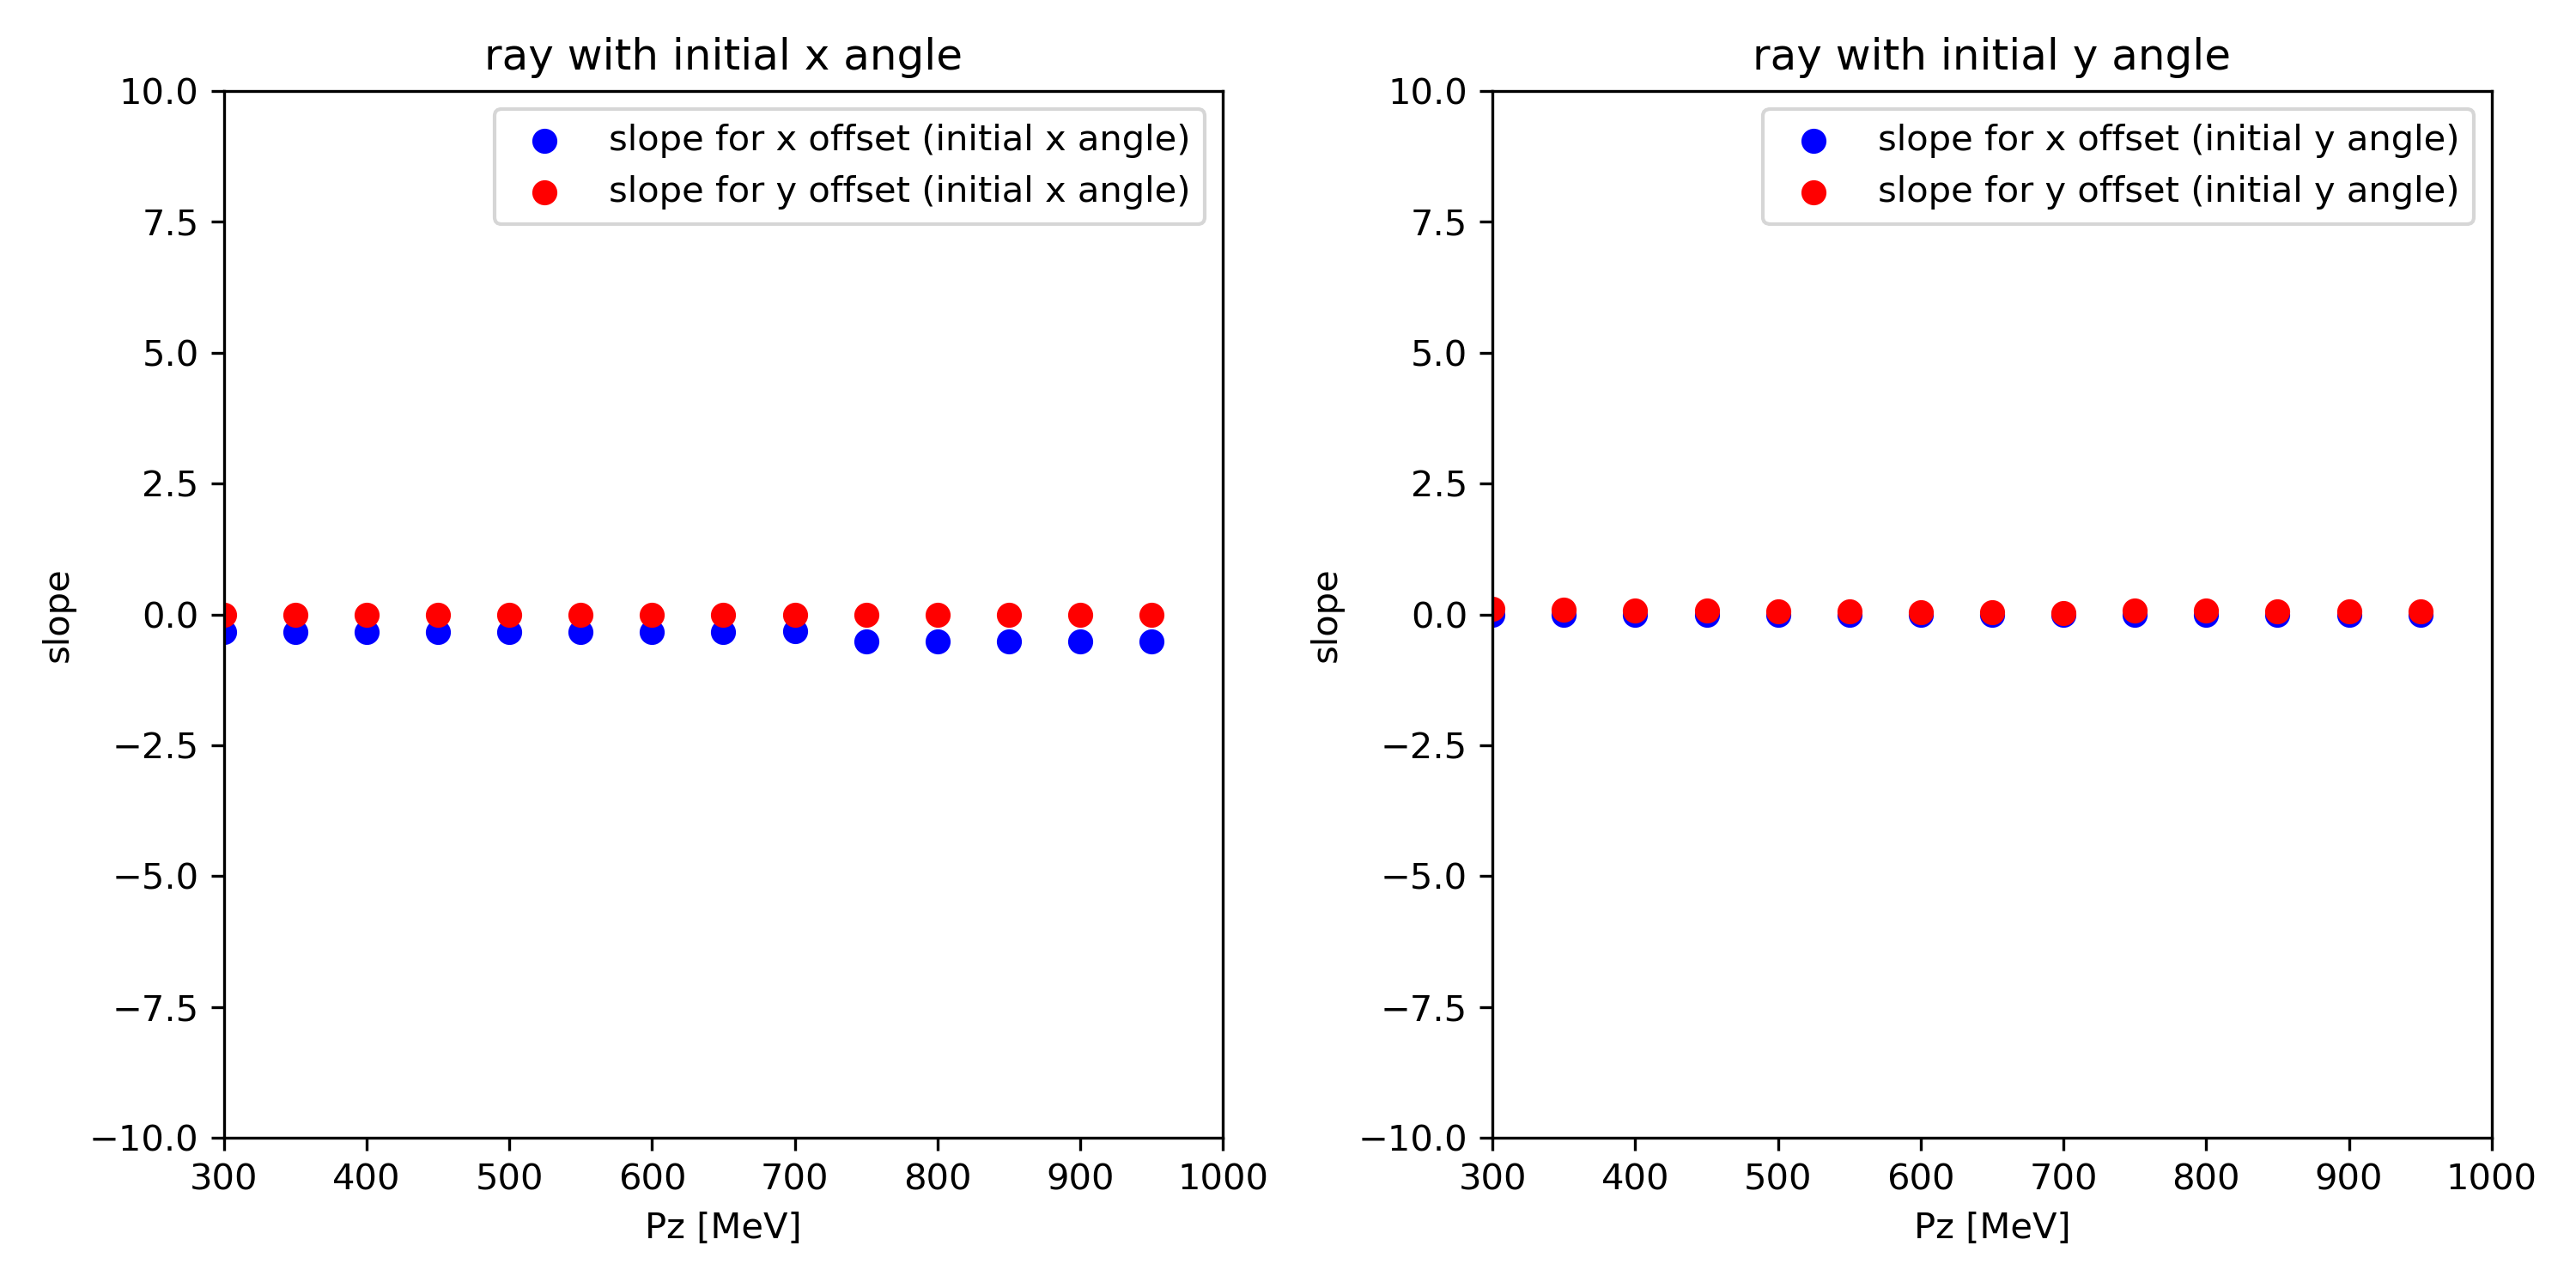 ray with initial x angle
slope for x offset (initial x angle)
slope for y offset (initial x angle)
10.0
7.5
5.0
2.5
0.0
−2.5
−5.0
−7.5
−10.0
slope
300 400 500 600 700 800 900 1000
Pz [MeV]
ray with initial y angle
slope for x offset (initial y angle)
slope for y offset (initial y angle)
10.0
7.5
5.0
2.5
0.0
−2.5
−5.0
−7.5
−10.0
slope
300 400 500 600 700 800 900 1000
Pz [MeV]